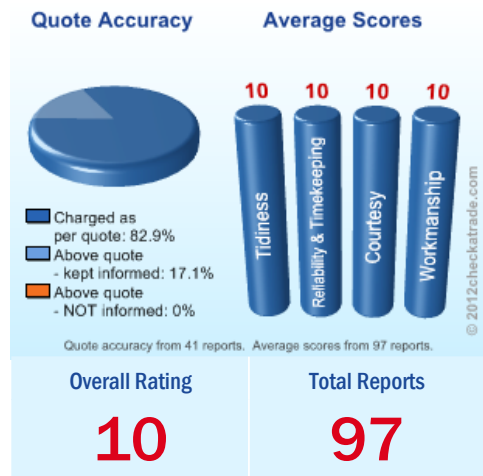 Quote Accuracy
Average Scores
10 10 10 10
Tidiness
Reliability & Timekeeping
Courtesy
Workmanship
Charged as
per quote: 82.9%
Above quote
- kept informed: 17.1%
Above quote
- NOT informed: 0%
© 2012checkatrade.com
Quote accuracy from 41 reports. Average scores from 97 reports.
Overall Rating
10
Total Reports
97